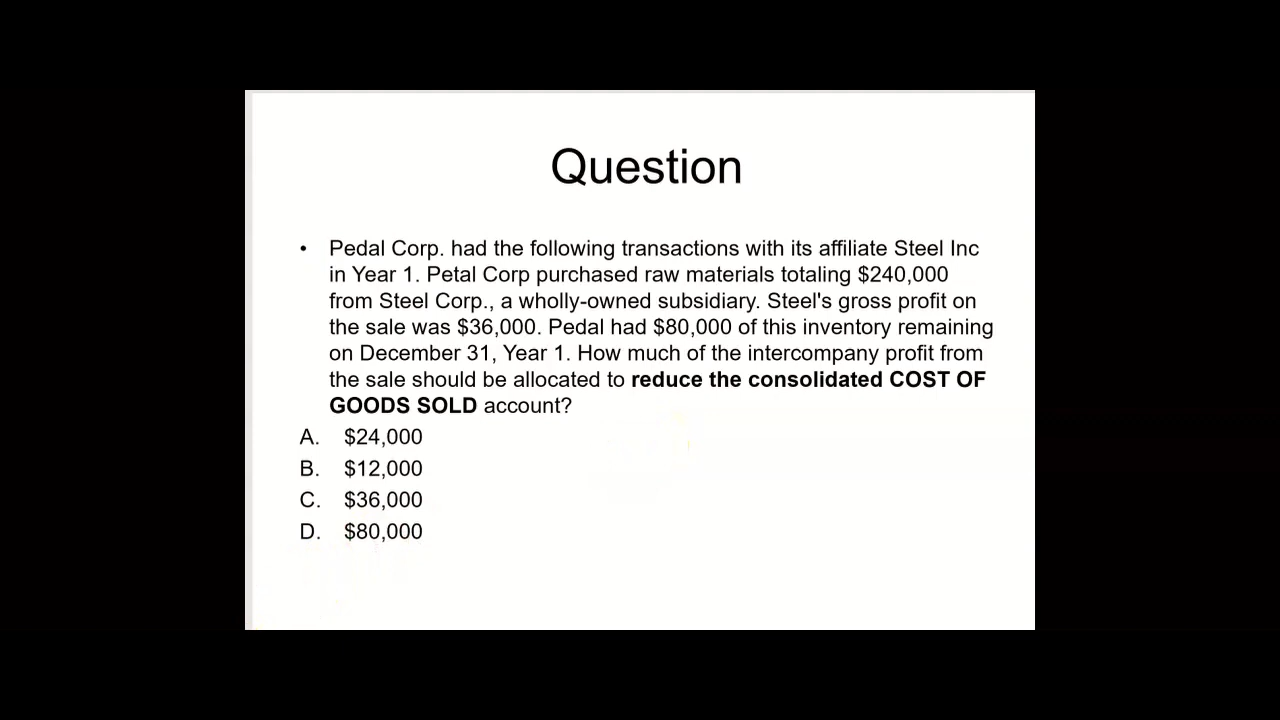 Question
• Pedal Corp. had the following transactions with its affiliate Steel Inc
in Year 1. Petal Corp purchased raw materials totaling $240,000
from Steel Corp., a wholly-owned subsidiary. Steel's gross profit on
the sale was $36,000. Pedal had $80,000 of this inventory remaining
on December 31, Year 1. How much of the intercompany profit from
the sale should be allocated to reduce the consolidated COST OF
GOODS SOLD account?
A. $24,000
B. $12,000
C. $36,000
D. $80,000